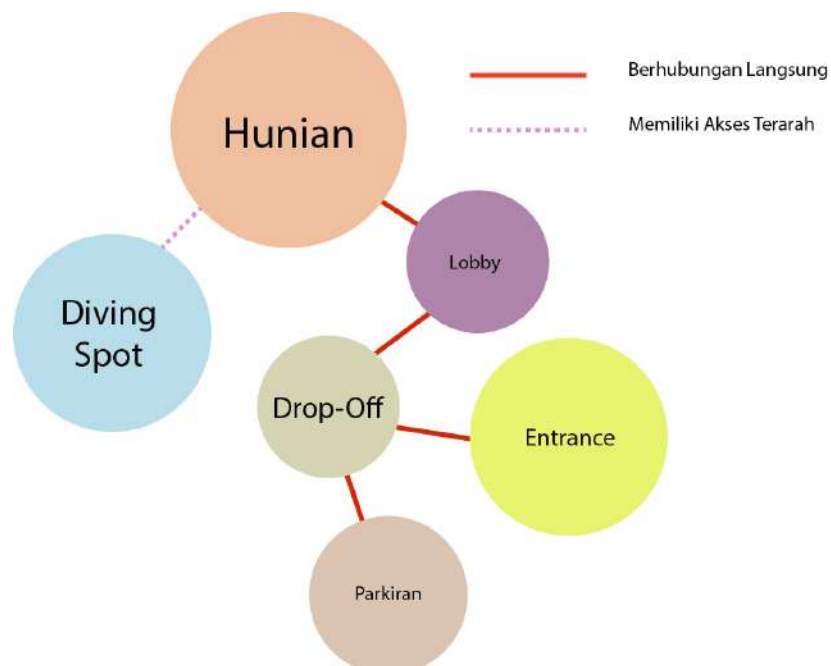 Hunian
Berhubungan Langsung
Memiliki Akses Terarah
Lobby
Diving
Spot
Drop-Off
Entrance
Parkiran